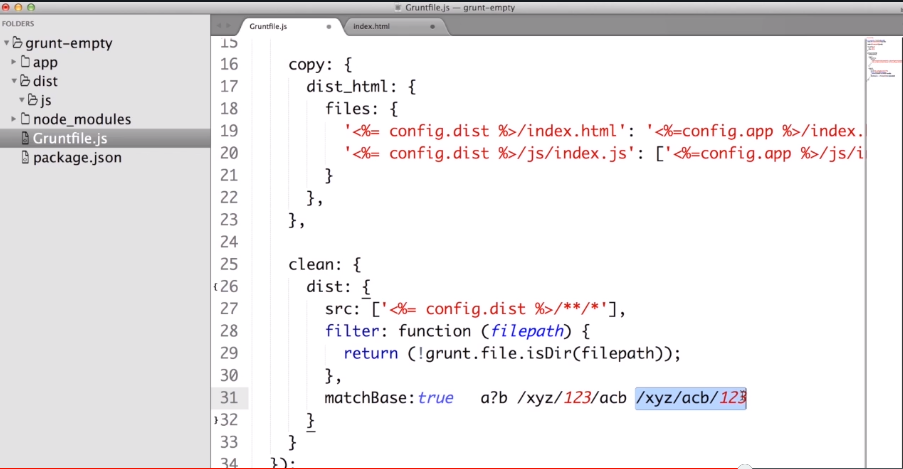 Gruntfile.js — grunt-empty
FOLDERS
grunt-empty
app
dist
js
node_modules
Gruntfile.js
package.json
Gruntfile.js
index.html
15
16 copy: {
17 dist_html: {
18 files: {
19 '<%= config.dist %>/index.html': '<%=config.app %>/index.
20 '<%= config.dist %>/js/index.js': ['<%=config.app %>/js/i
21 }
22 },
23 },
24
25 clean: {
26 dist: {
27 src: ['<%= config.dist %>/**/*'],
28 filter: function (filepath) {
29 return (!grunt.file.isDir(filepath));
30 },
31 matchBase:true a?b /xyz/123/acb /xyz/acb/123
32 }
33 }
34 });